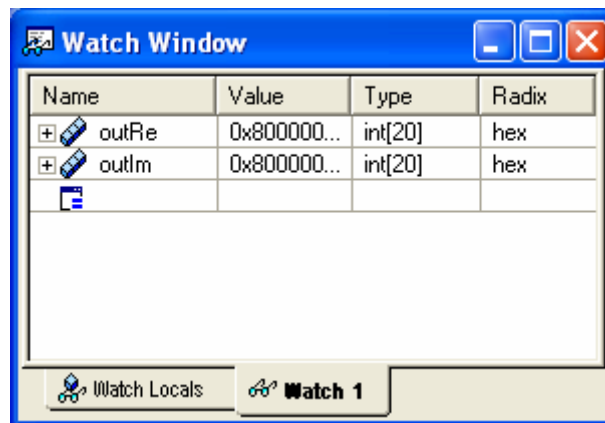 Watch Window
Name Value Type Radix
outRe 0x800000... int[20] hex
outIm 0x800000... int[20] hex
Watch Locals Watch 1